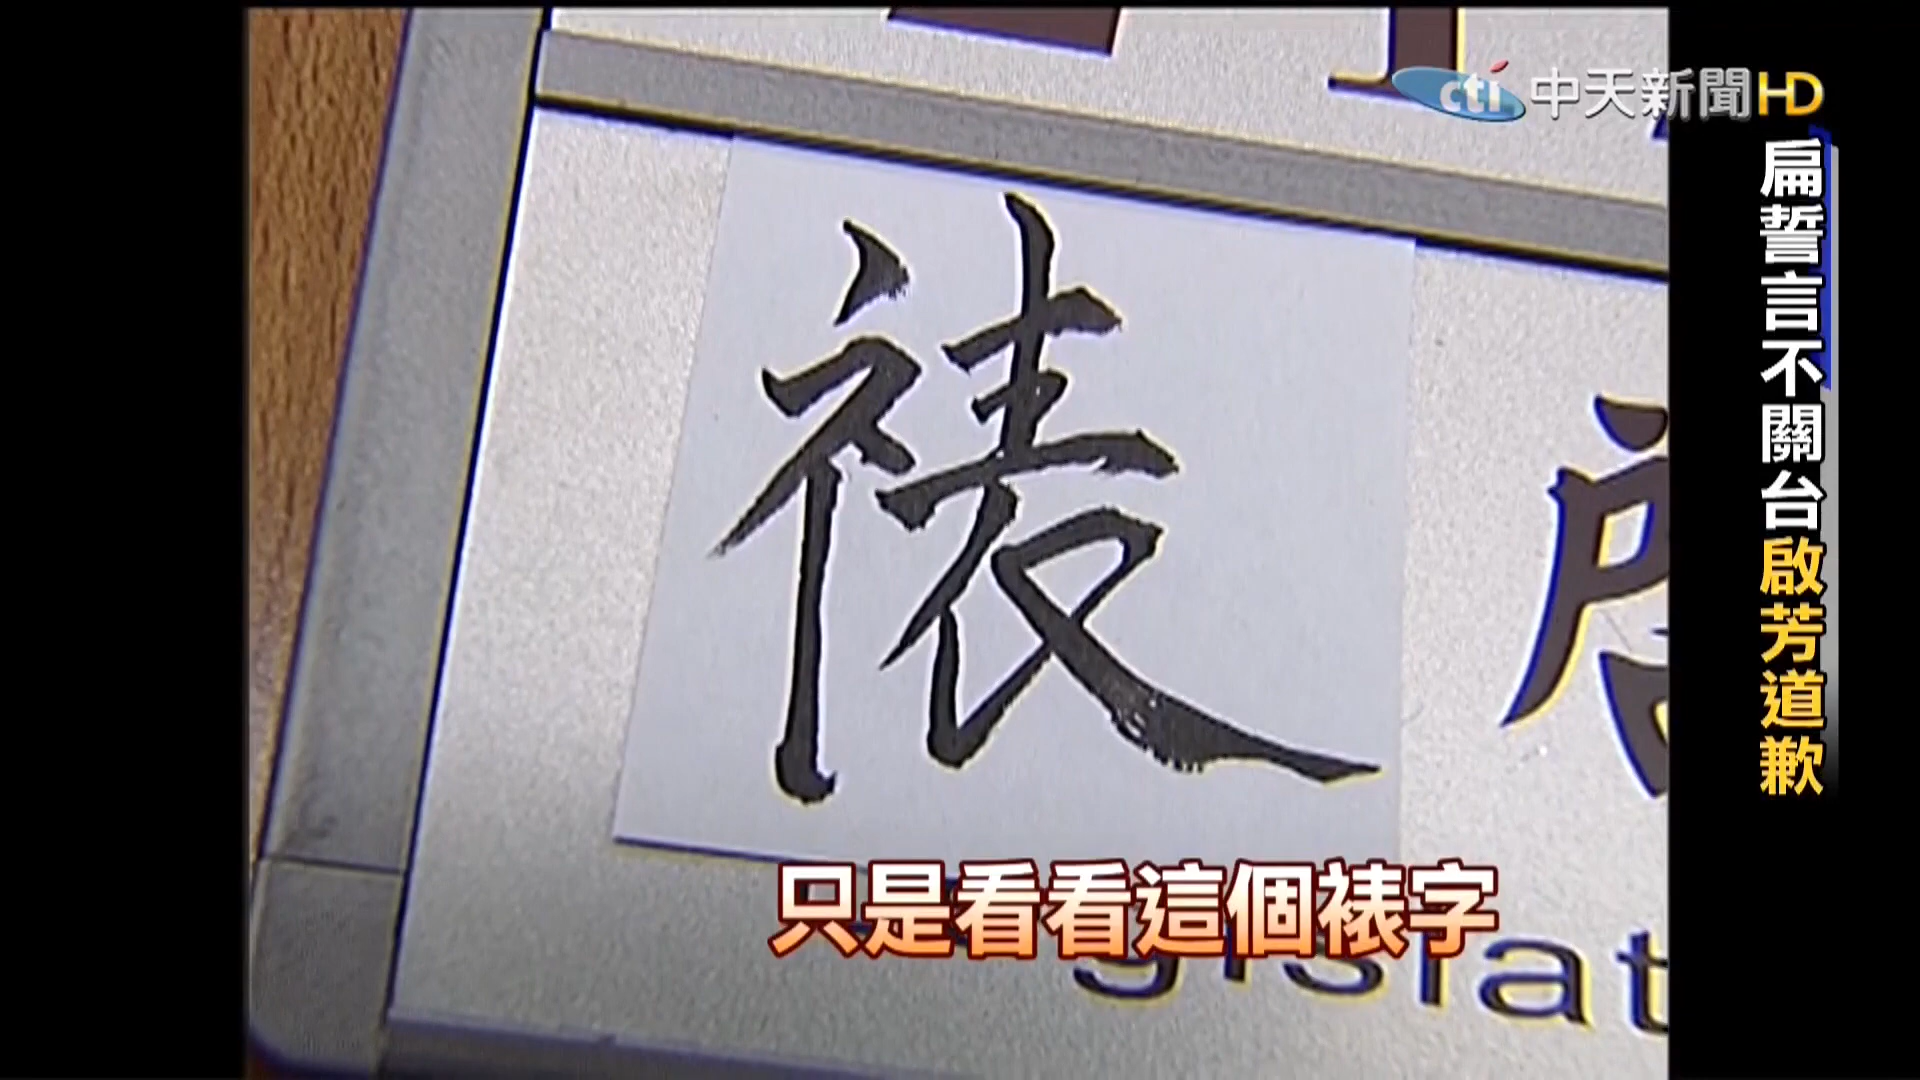 cti 中天新聞HD
扁誓言不關台啟芳道歉
裱
只是看看這個裱字
gislat